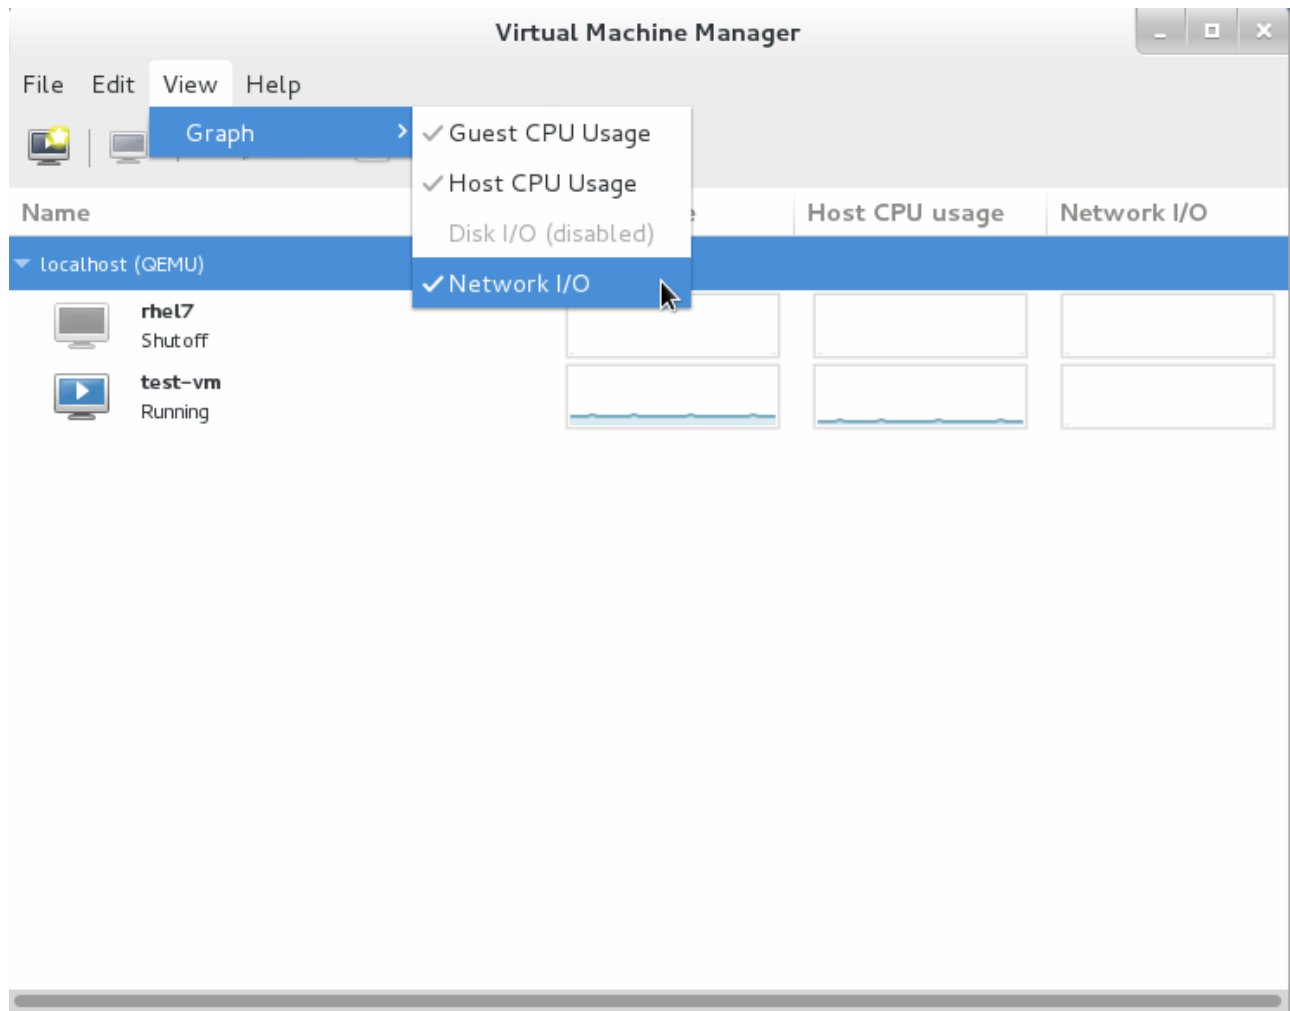 Virtual Machine Manager
File Edit View Help
Graph
Guest CPU Usage
Host CPU Usage
Disk I/O (disabled)
Network I/O
Name Host CPU usage Network I/O
localhost (QEMU)
rhel7
Shutoff
test-vm
Running